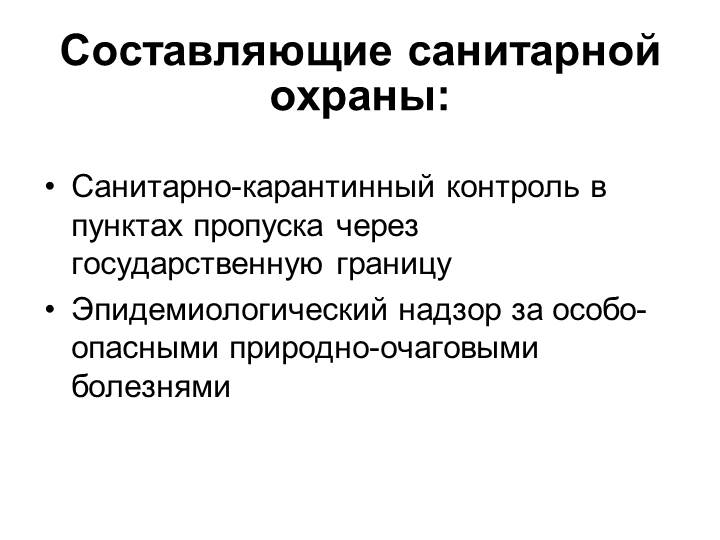 Составляющие санитарной
охраны:
• Санитарно-карантинный контроль в
пунктах пропуска через
государственную границу
• Эпидемиологический надзор за особо-
опасными природно-очаговыми
болезнями